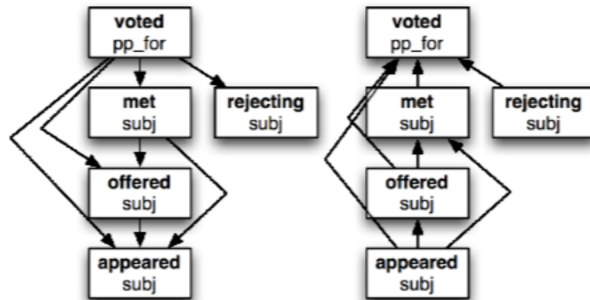 voted
pp_for
met
subj
rejecting
subj
offered
subj
appeared
subj
voted
pp_for
met
subj
rejecting
subj
offered
subj
appeared
subj